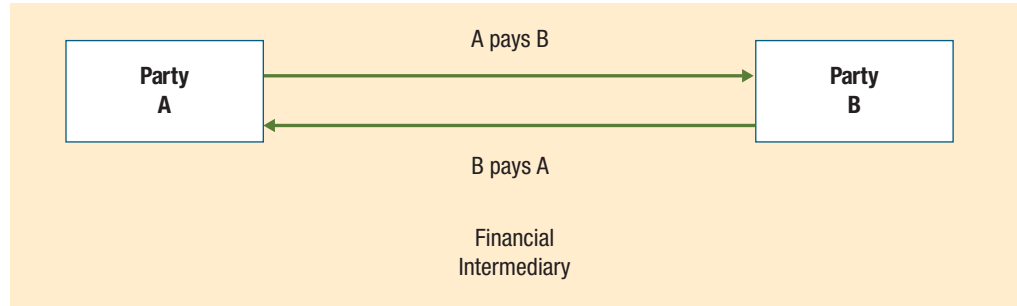 A pays B
Party
A
Party
B
B pays A
Financial
Intermediary